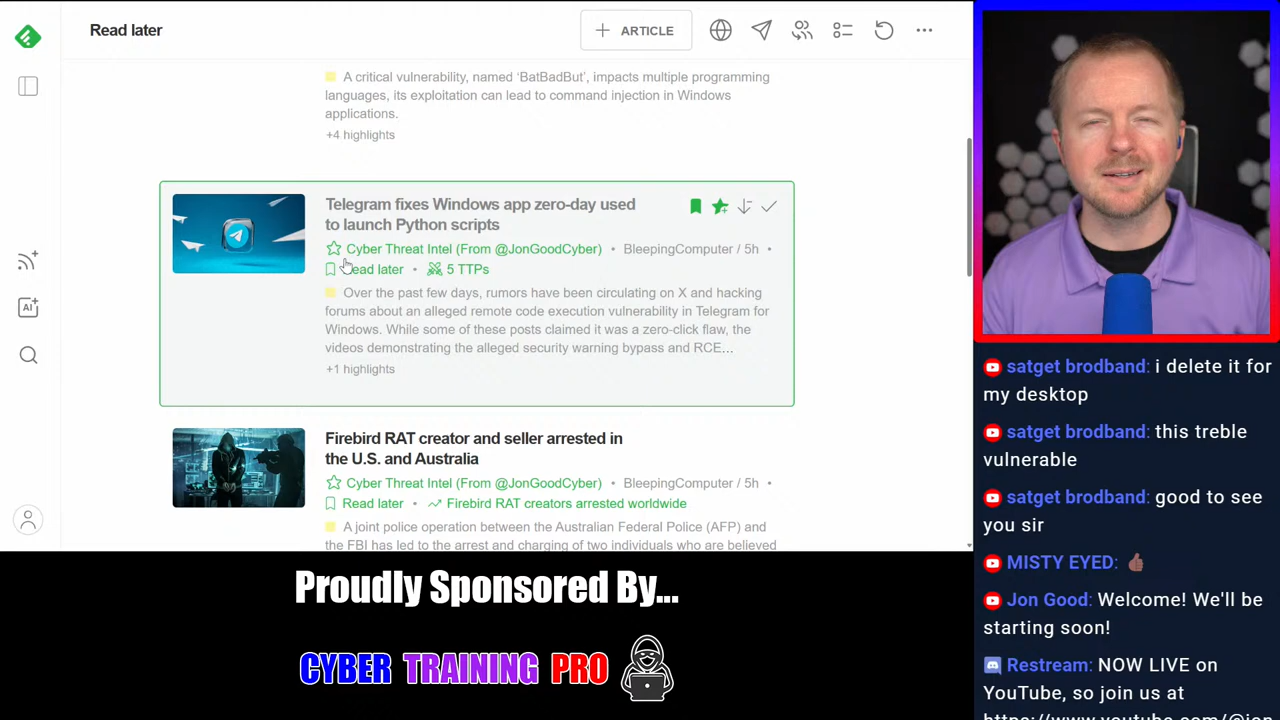 Read later
ARTICLE
A critical vulnerability, named ‘BatBadBut’, impacts multiple programming
languages, its exploitation can lead to command injection in Windows
applications.
+4 highlights
Telegram fixes Windows app zero-day used
to launch Python scripts
Cyber Threat Intel (From @JonGoodCyber) • BleepingComputer / 5h •
Read later • 5 TTPs
Over the past few days, rumors have been circulating on X and hacking
forums about an alleged remote code execution vulnerability in Telegram for
Windows. While some of these posts claimed it was a zero-click flaw, the
videos demonstrating the alleged security warning bypass and RCE...
+1 highlights
Firebird RAT creator and seller arrested in
the U.S. and Australia
Cyber Threat Intel (From @JonGoodCyber) • BleepingComputer / 5h •
Read later • Firebird RAT creators arrested worldwide
A joint police operation between the Australian Federal Police (AFP) and
the FBI has led to the arrest and charging of two individuals who are believed
Proudly Sponsored By...
CYBER TRAINING PRO
satget brodband: i delete it for
my desktop
satget brodband: this treble
vulnerable
satget brodband: good to see
you sir
MISTY EYED: 👍🏾
Jon Good: Welcome! We'll be
starting soon!
Restream: NOW LIVE on
YouTube, so join us at